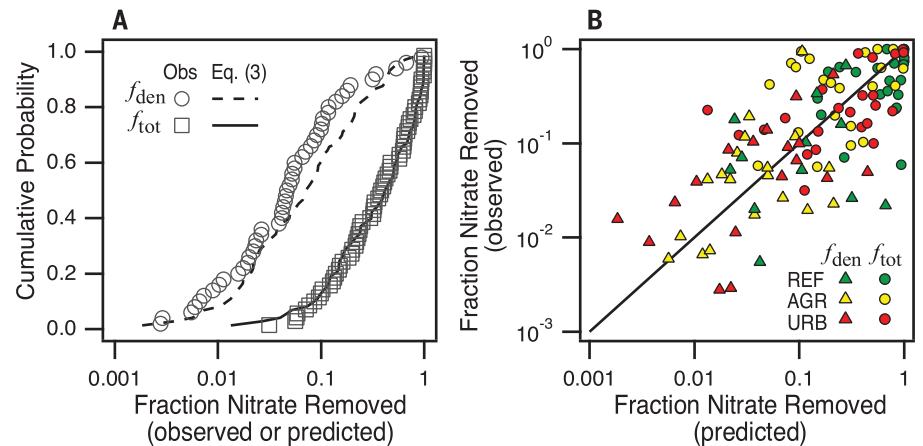 A
Cumulative Probability
1.0
0.8
0.6
0.4
0.2
0.0
Obs Eq. (3)
fden
ftot
0.001 0.01 0.1 1
Fraction Nitrate Removed
(observed or predicted)
B
Fraction Nitrate Removed
(observed)
10^0
10^-1
10^-2
10^-3
fden ftot
REF
AGR
URB
0.001 0.01 0.1 1
Fraction Nitrate Removed
(predicted)